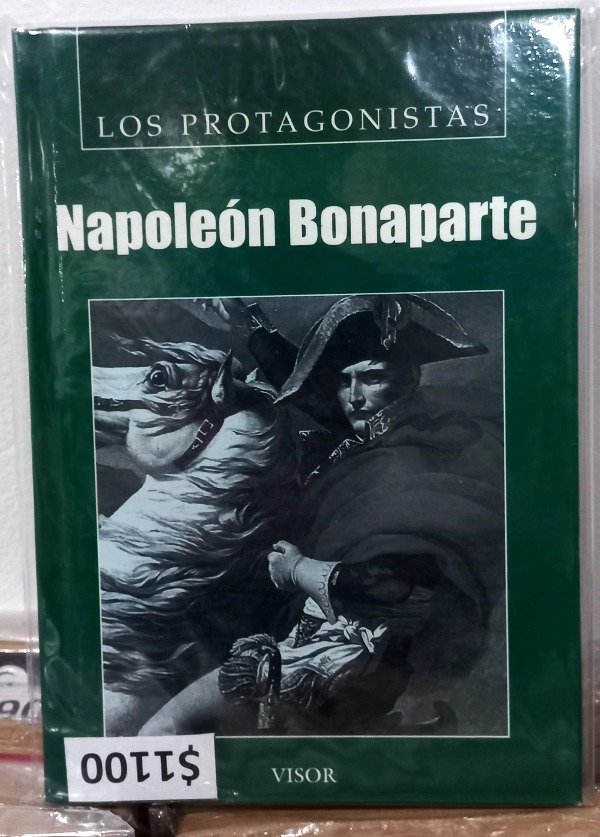 LOS PROTAGONISTAS
Napoleón Bonaparte
$1100
VISOR